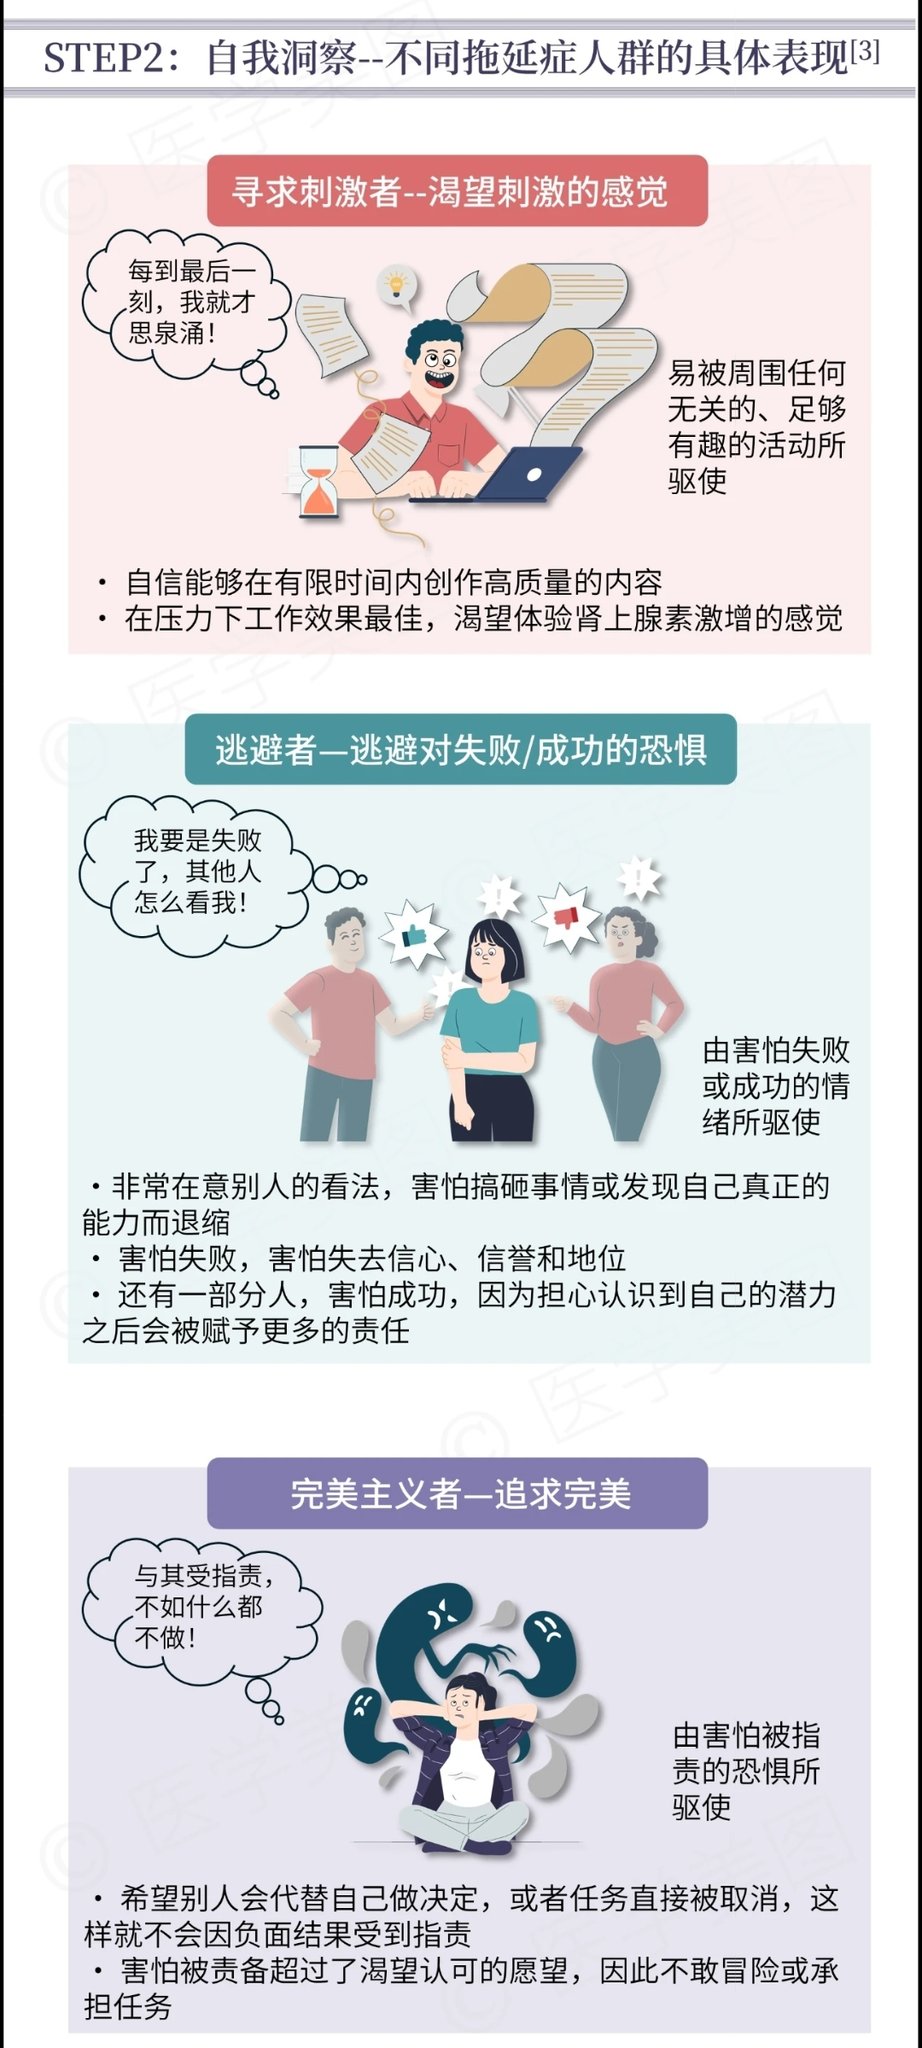 STEP2：自我洞察--不同拖延症人群的具体表现[3]
寻求刺激者--渴望刺激的感觉
每到最后一
刻，我就才
思泉涌！
易被周围任何
无关的、足够
有趣的活动所
驱使
• 自信能够在有限时间内创作高质量的内容
• 在压力下工作效果最佳，渴望体验肾上腺素激增的感觉
逃避者—逃避对失败/成功的恐惧
我要是失败
了，其他人
怎么看我！
由害怕失败
或成功的情
绪所驱使
• 非常在意别人的看法，害怕搞砸事情或发现自己真正的
能力而退缩
• 害怕失败，害怕失去信心、信誉和地位
• 还有一部分人，害怕成功，因为担心认识到自己的潜力
之后会被赋予更多的责任
完美主义者—追求完美
与其受指责，
不如什么都
不做！
由害怕被指
责的恐惧所
驱使
• 希望别人会代替自己做决定，或者任务直接被取消，这
样就不会因负面结果受到指责
• 害怕被责备超过了渴望认可的愿望，因此不敢冒险或承
担任务
© 医学美图